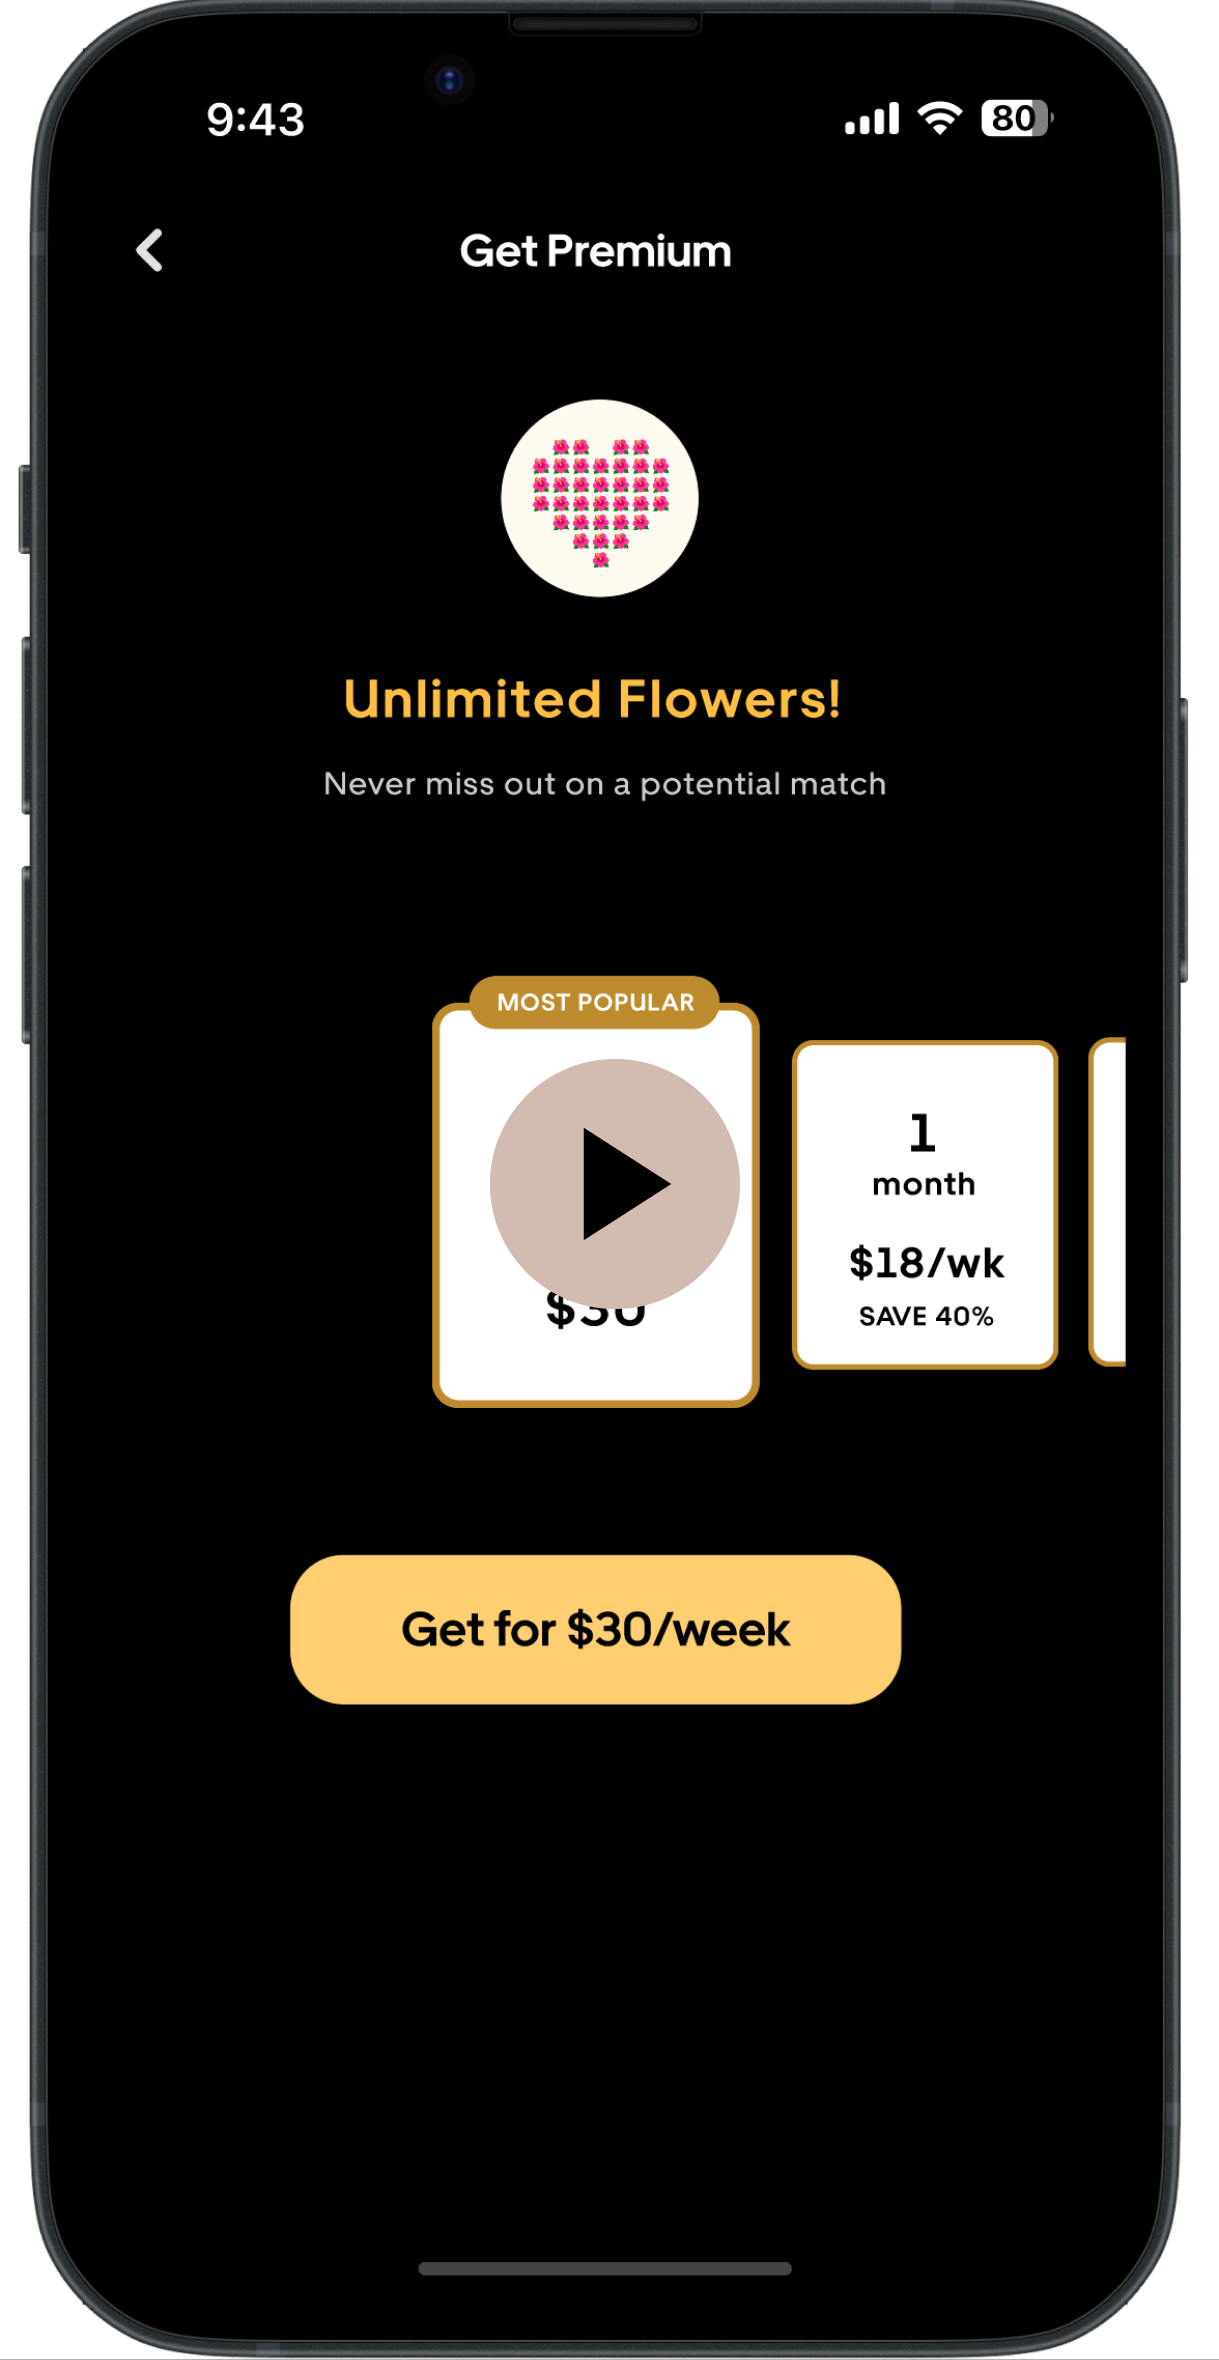 9:43
80
Get Premium
Unlimited Flowers!
Never miss out on a potential match
MOST POPULAR
$30
1
month
$18/wk
SAVE 40%
Get for $30/week